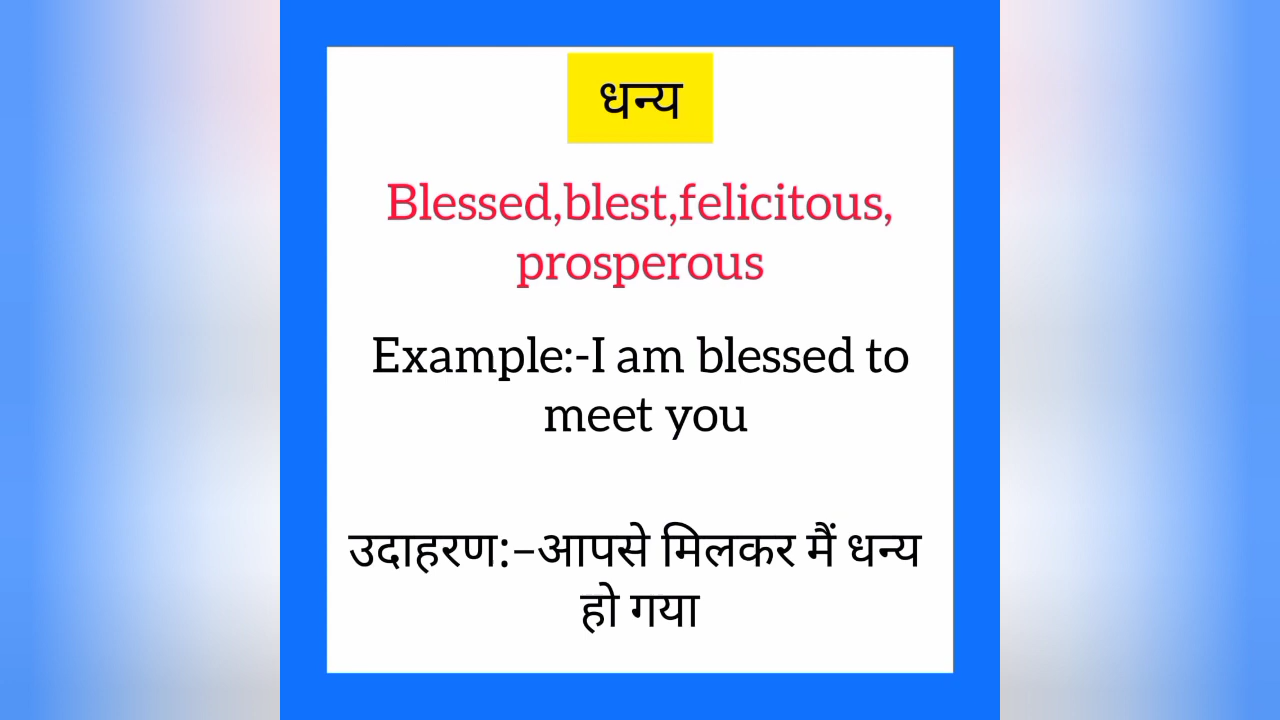 धन्य
Blessed,blest,felicitous,
prosperous
Example:-I am blessed to
meet you
उदाहरण:–आपसे मिलकर मैं धन्य
हो गया